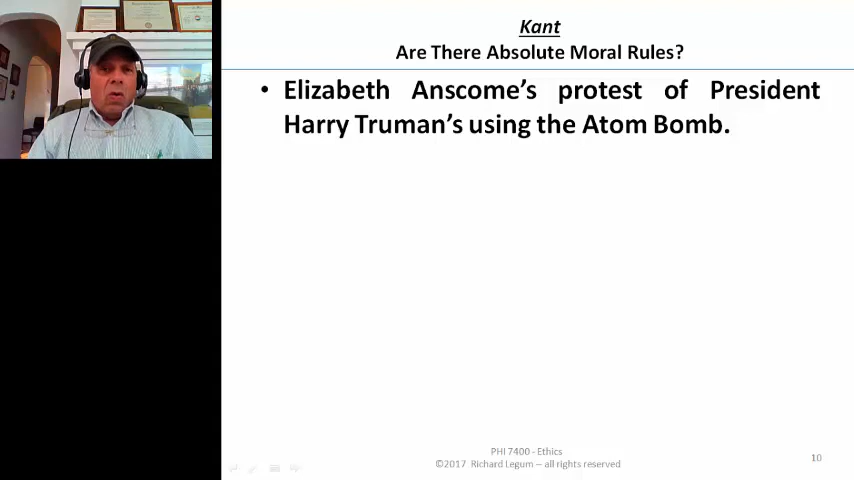 Kant
Are There Absolute Moral Rules?
• Elizabeth Anscome's protest of President
Harry Truman's using the Atom Bomb.
PHI 7400 - Ethics
©2017 Richard Legum – all rights reserved
10